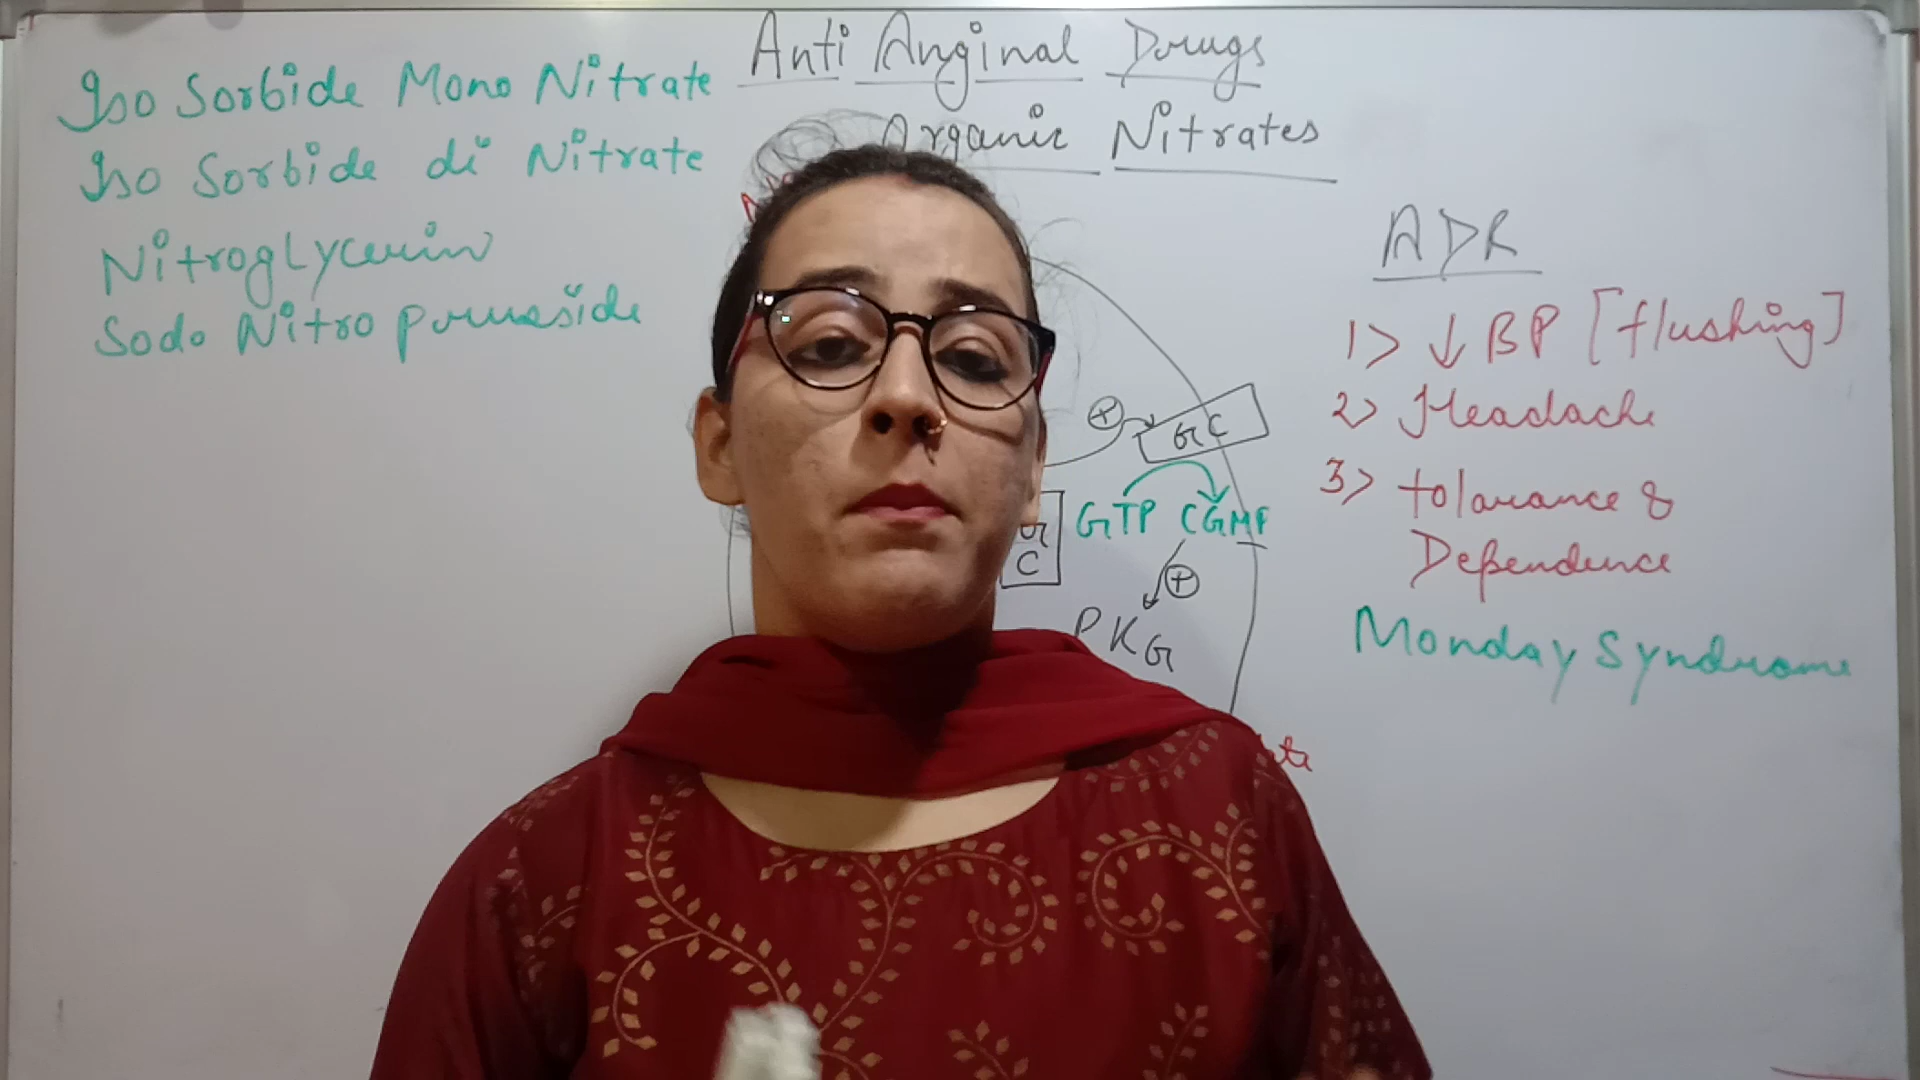 Anti Anginal Drugs
Organic Nitrates
Iso Sorbide Mono Nitrate
Iso Sorbide di Nitrate
Nitroglycerin
Sodo Nitro prusside
ADR
1> ↓ BP [flushing]
2> Headache
3> tolarance &
Dependence
Monday Syndrome
+
GC
GTP CGMP
G
C
+
PKG